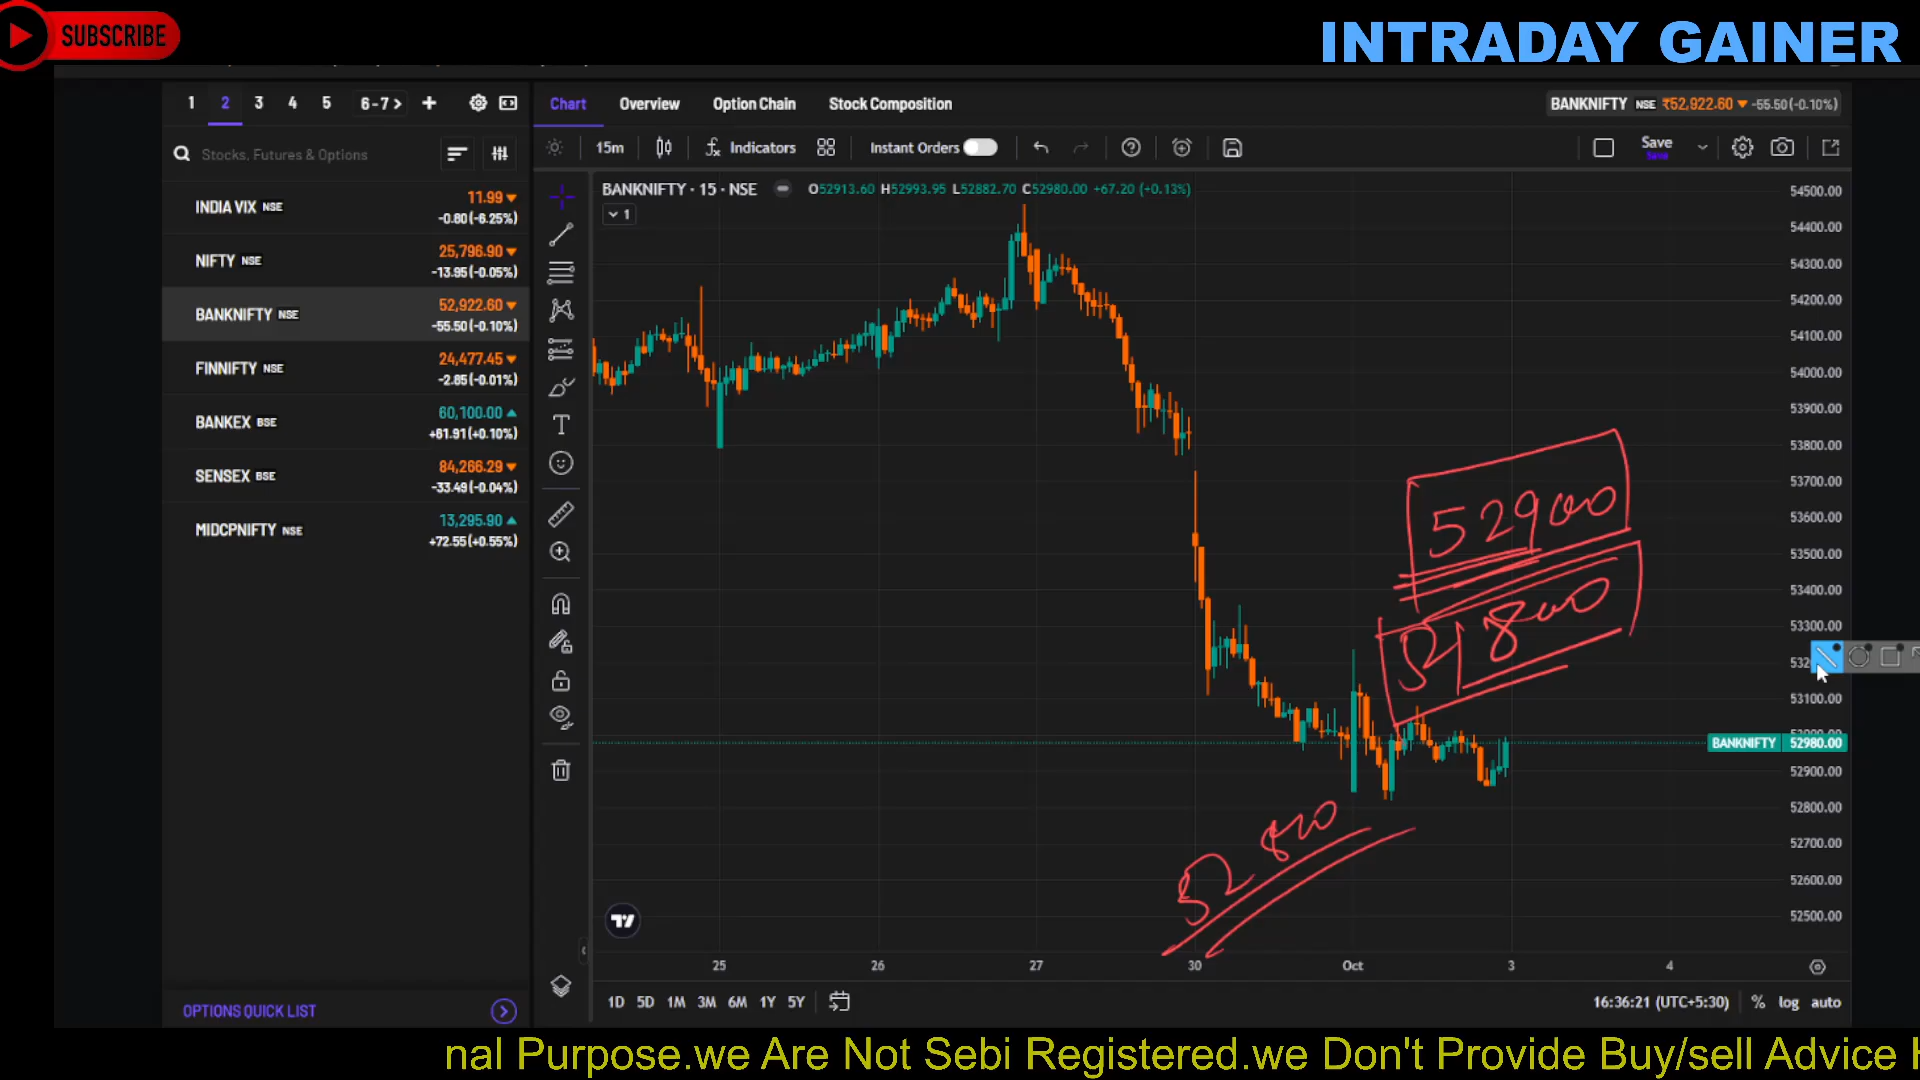 SUBSCRIBE
INTRADAY GAINER
1 2 3 4 5 6-7 > +
Chart Overview Option Chain Stock Composition
BANKNIFTY NSE ₹52,922.60 ▼ -55.50(-0.10%)
Stocks, Futures & Options
15m Indicators Instant Orders
Save
Save
INDIA VIX NSE 11.99 ▼
-0.80(-6.25%)
NIFTY NSE 25,796.90 ▼
-13.95(-0.05%)
BANKNIFTY NSE 52,922.60 ▼
-55.50(-0.10%)
FINNIFTY NSE 24,477.45 ▼
-2.85(-0.01%)
BANKEX BSE 60,100.00 ▲
+61.91(+0.10%)
SENSEX BSE 84,266.29 ▼
-33.49(-0.04%)
MIDCPNIFTY NSE 13,295.90 ▲
+72.55(+0.55%)
OPTIONS QUICK LIST
BANKNIFTY · 15 · NSE O52913.60 H52993.95 L52882.70 C52980.00 +67.20 (+0.13%)
1
54500.00
54400.00
54300.00
54200.00
54100.00
54000.00
53900.00
53800.00
53700.00
53600.00
53500.00
53400.00
53300.00
53100.00
BANKNIFTY 52980.00
52900.00
52800.00
52700.00
52600.00
52500.00
52900
52800
25 26 27 30 Oct 3 4
1D 5D 1M 3M 6M 1Y 5Y
16:36:21 (UTC+5:30) % log auto
nal Purpose.we Are Not Sebi Registered.we Don't Provide Buy/sell Advice